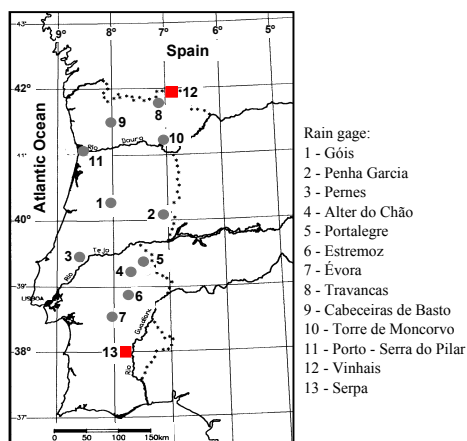 43°
9°
8°
7°
6°
5°
Spain
42°
12
8
9
Atlantic Ocean
10
Rio Douro
11
41°
1
2
40°
3
Tejo
Rio
5
4
39°
LISBOA
6
7
Guadiana
Rio
13
38°
37°
0 50 100 150km
Rain gage:
1 - Góis
2 - Penha Garcia
3 - Pernes
4 - Alter do Chão
5 - Portalegre
6 - Estremoz
7 - Évora
8 - Travancas
9 - Cabeceiras de Basto
10 - Torre de Moncorvo
11 - Porto - Serra do Pilar
12 - Vinhais
13 - Serpa